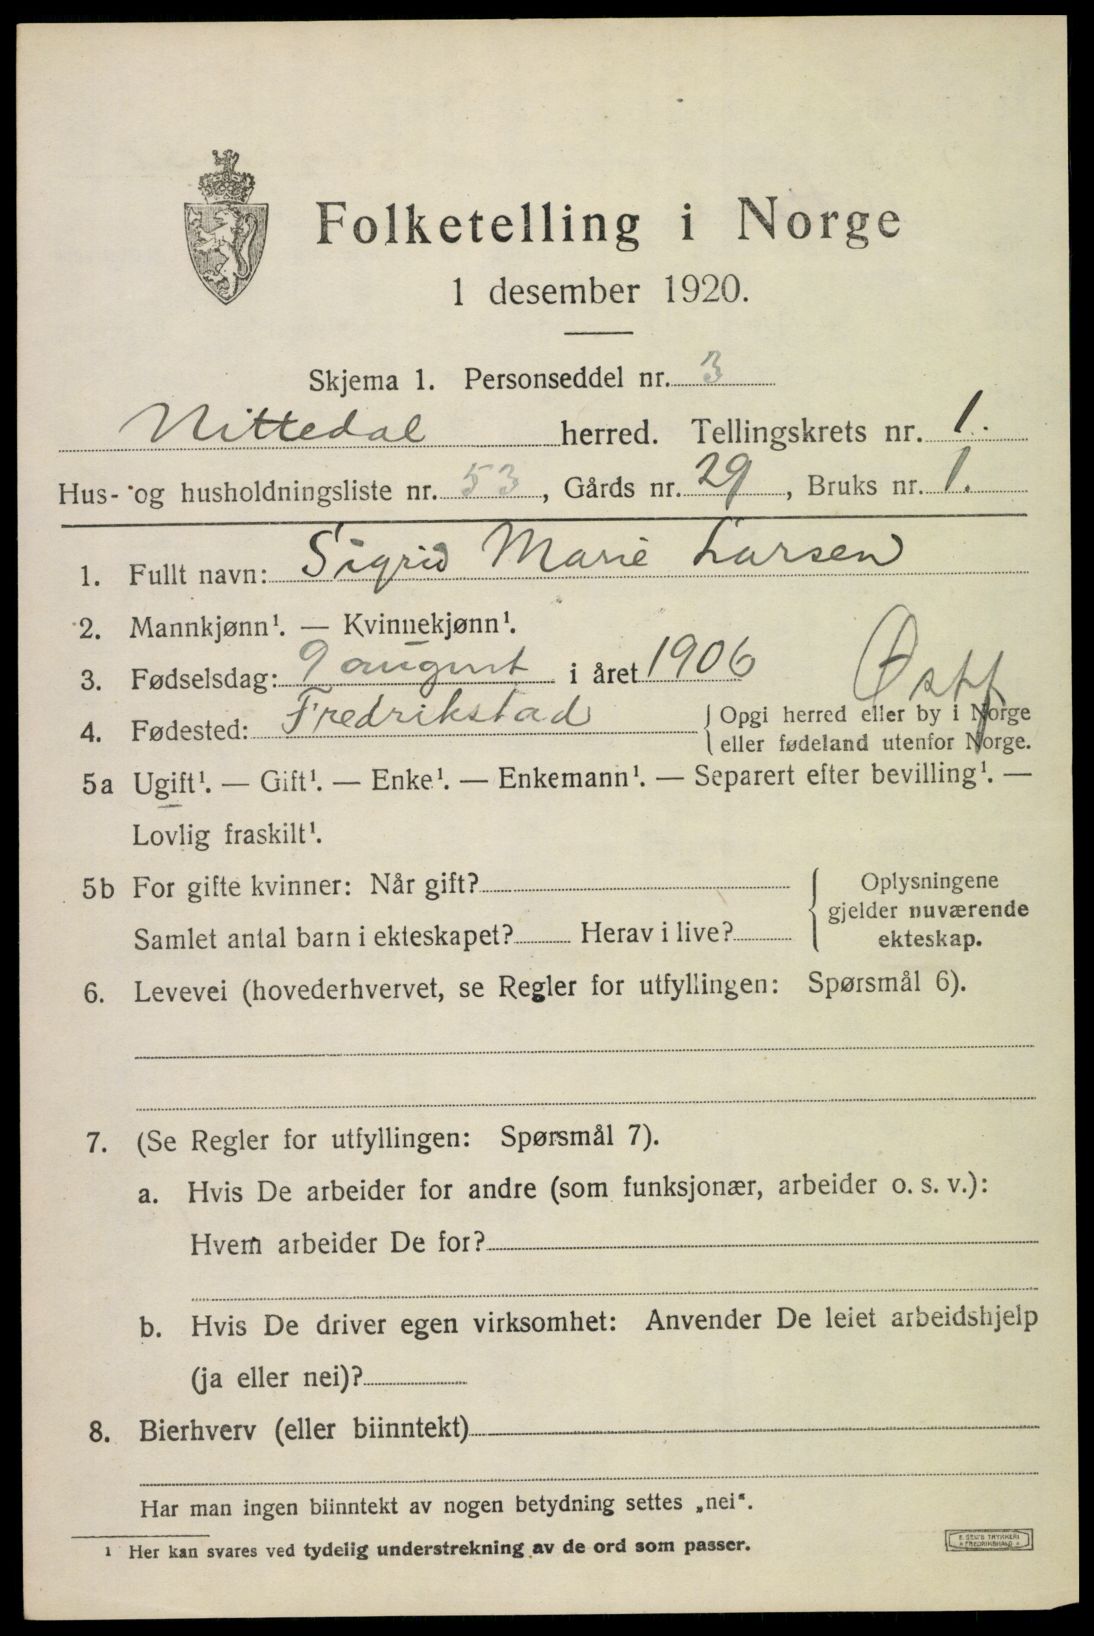 Folketelling i Norge
1 desember 1920.
Skjema 1. Personseddel nr. 3
Nittedal herred. Tellingskrets nr. 1.
Hus- og husholdningsliste nr. 53, Gårds nr. 29, Bruks nr. 1.
1. Fullt navn: Sigrid Marie Larsen
2. Mannkjønn¹. — Kvinnekjønn¹.
3. Fødselsdag: 9 august i året 1906
Østf
4. Fødested: Fredrikstad { Opgi herred eller by i Norge
eller fødeland utenfor Norge.
5a Ugift¹. — Gift¹. — Enke¹. — Enkemann¹. — Separert efter bevilling¹. —
Lovlig fraskilt¹.
5b For gifte kvinner: Når gift? { Oplysningene
gjelder nuværende
Samlet antal barn i ekteskapet? Herav i live? ekteskap.
6. Levevei (hovederhvervet, se Regler for utfyllingen: Spørsmål 6).
7. (Se Regler for utfyllingen: Spørsmål 7).
a. Hvis De arbeider for andre (som funksjonær, arbeider o. s. v.):
Hvem arbeider De for?
b. Hvis De driver egen virksomhet: Anvender De leiet arbeidshjelp
(ja eller nei)?
8. Bierhverv (eller biinntekt)
Har man ingen biinntekt av nogen betydning settes „nei“.
¹ Her kan svares ved tydelig understrekning av de ord som passer.
E. SEM'S TRYKKERI
FREDRIKSHALD